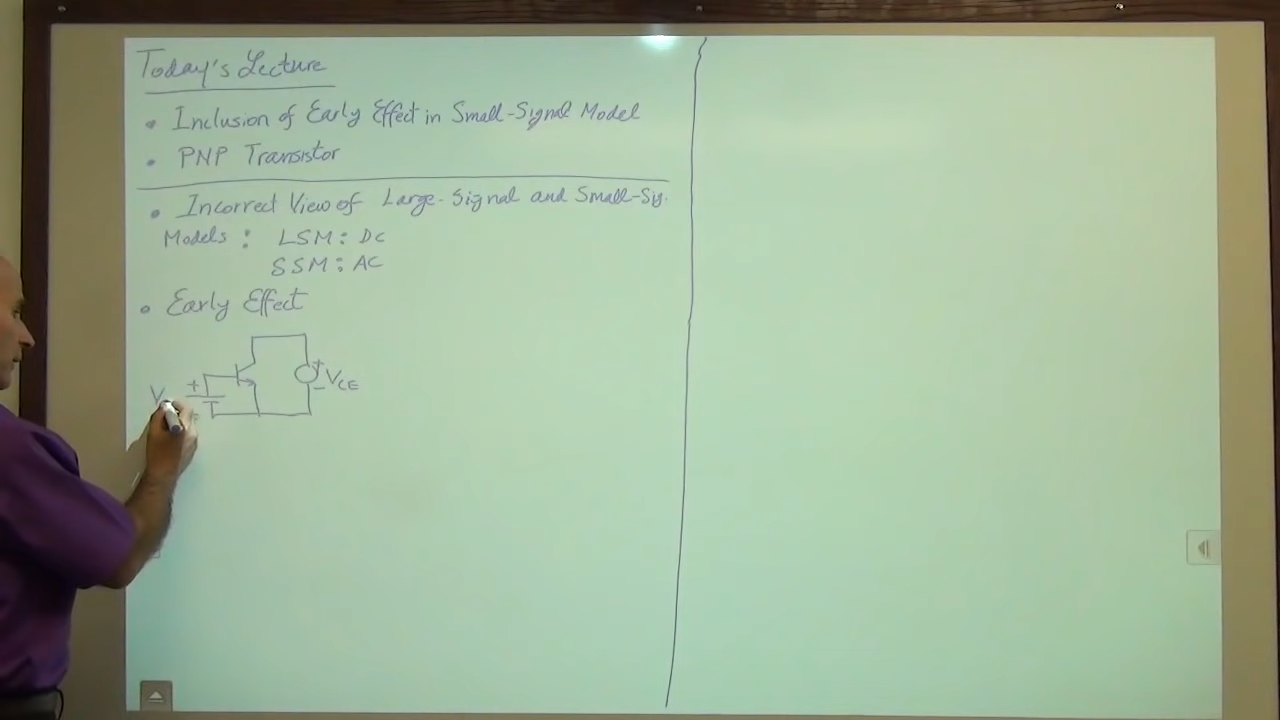 Today's Lecture
• Inclusion of Early Effect in Small-Signal Model
• PNP Transistor
• Incorrect View of Large-Signal and Small-Sig.
Models : LSM : DC
SSM : AC
• Early Effect
+
+
VCE
-
V